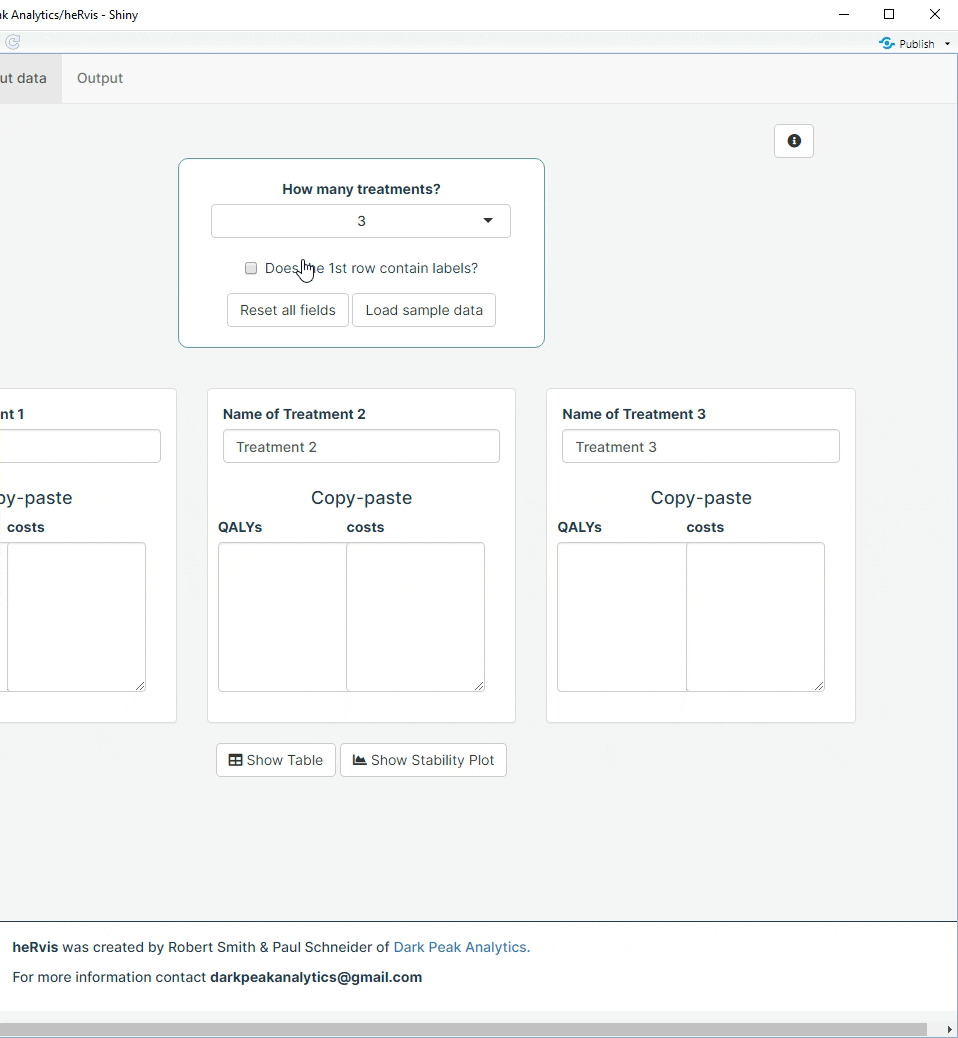 k Analytics/heRvis - Shiny
Publish
ut data
Output
How many treatments?
3
Does the 1st row contain labels?
Reset all fields
Load sample data
nt 1
Name of Treatment 2
Treatment 2
Name of Treatment 3
Treatment 3
py-paste
Copy-paste
Copy-paste
costs
QALYs
costs
QALYs
costs
Show Table
Show Stability Plot
heRvis was created by Robert Smith & Paul Schneider of Dark Peak Analytics.
For more information contact darkpeakanalytics@gmail.com